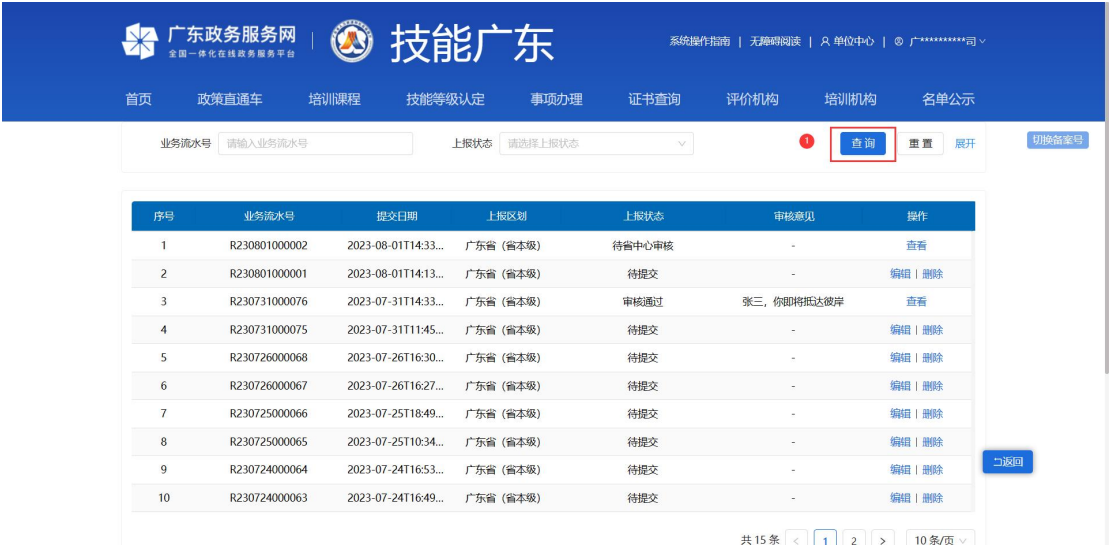 广东政务服务网
全国一体化在线政务服务平台
技能广东
系统操作指南 | 无障碍阅读 | 单位中心 | 广**********司
首页 政策直通车 培训课程 技能等级认定 事项办理 证书查询 评价机构 培训机构 名单公示
业务流水号 请输入业务流水号 上报状态 请选择上报状态 1 查询 重置 展开 切换备案号
序号 业务流水号 提交日期 上报区划 上报状态 审核意见 操作
1 R230801000002 2023-08-01T14:33... 广东省（省本级） 待省中心审核 - 查看
2 R230801000001 2023-08-01T14:13... 广东省（省本级） 待提交 - 编辑 | 删除
3 R230731000076 2023-07-31T14:33... 广东省（省本级） 审核通过 张三，你即将抵达彼岸 查看
4 R230731000075 2023-07-31T11:45... 广东省（省本级） 待提交 - 编辑 | 删除
5 R230726000068 2023-07-26T16:30... 广东省（省本级） 待提交 - 编辑 | 删除
6 R230726000067 2023-07-26T16:27... 广东省（省本级） 待提交 - 编辑 | 删除
7 R230725000066 2023-07-25T18:49... 广东省（省本级） 待提交 - 编辑 | 删除
8 R230725000065 2023-07-25T10:34... 广东省（省本级） 待提交 - 编辑 | 删除
9 R230724000064 2023-07-24T16:53... 广东省（省本级） 待提交 - 编辑 | 删除
返回
10 R230724000063 2023-07-24T16:49... 广东省（省本级） 待提交 - 编辑 | 删除
共 15 条 < 1 2 > 10 条/页